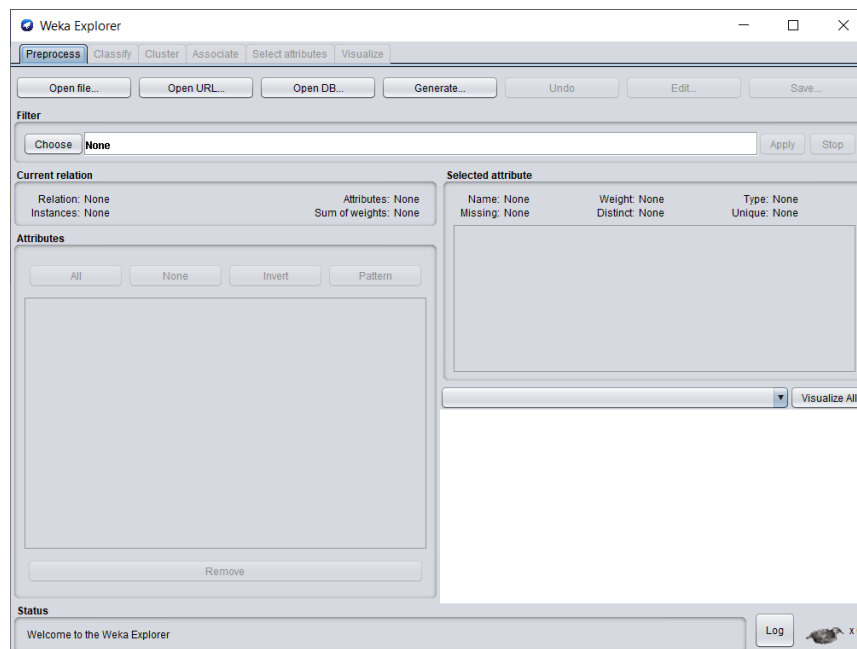 Weka Explorer
Preprocess Classify Cluster Associate Select attributes Visualize
Open file... Open URL... Open DB... Generate... Undo Edit... Save...
Filter
Choose None Apply Stop
Current relation
Relation: None Attributes: None
Instances: None Sum of weights: None
Selected attribute
Name: None Weight: None Type: None
Missing: None Distinct: None Unique: None
Attributes
All None Invert Pattern
Visualize All
Remove
Status
Welcome to the Weka Explorer
Log x